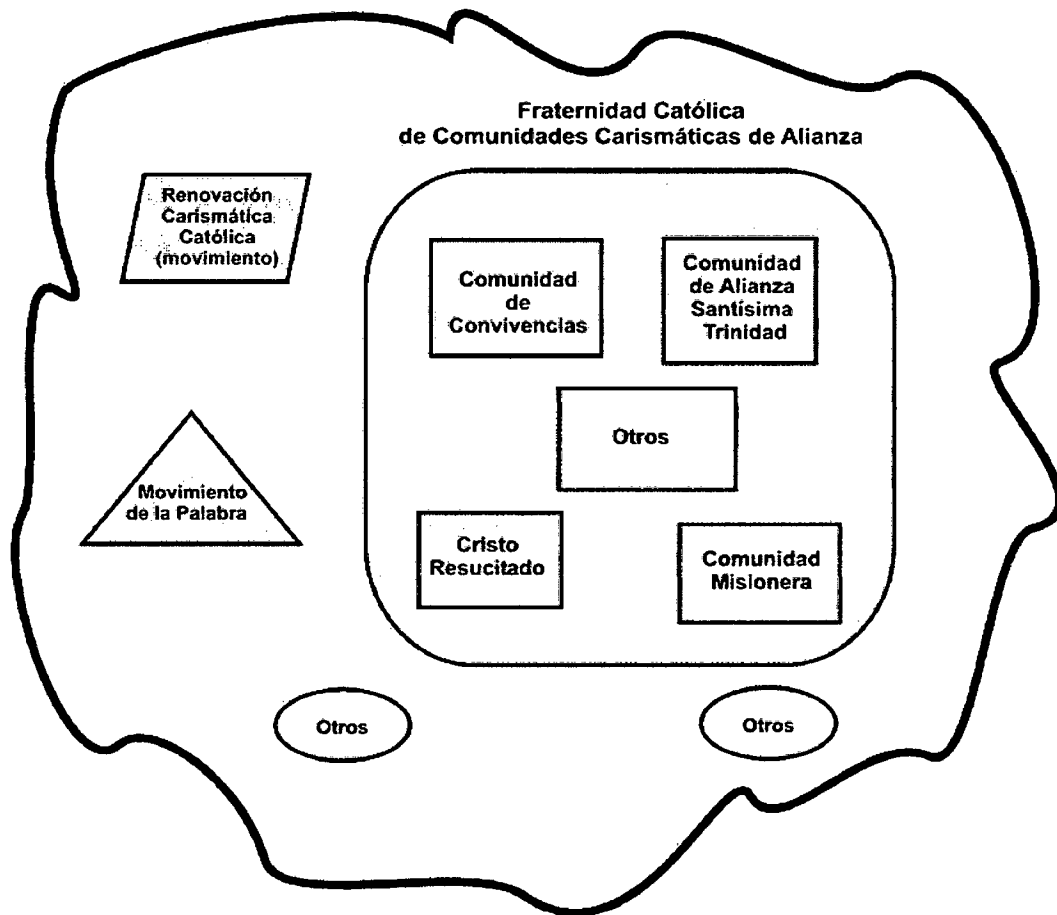 Fraternidad Católica
de Comunidades Carismáticas de Alianza
Renovación
Carismática
Católica
(movimiento)
Comunidad
de
Convivencias
Comunidad
de Alianza
Santísima
Trinidad
Otros
Movimiento
de la Palabra
Cristo
Resucitado
Comunidad
Misionera
Otros
Otros